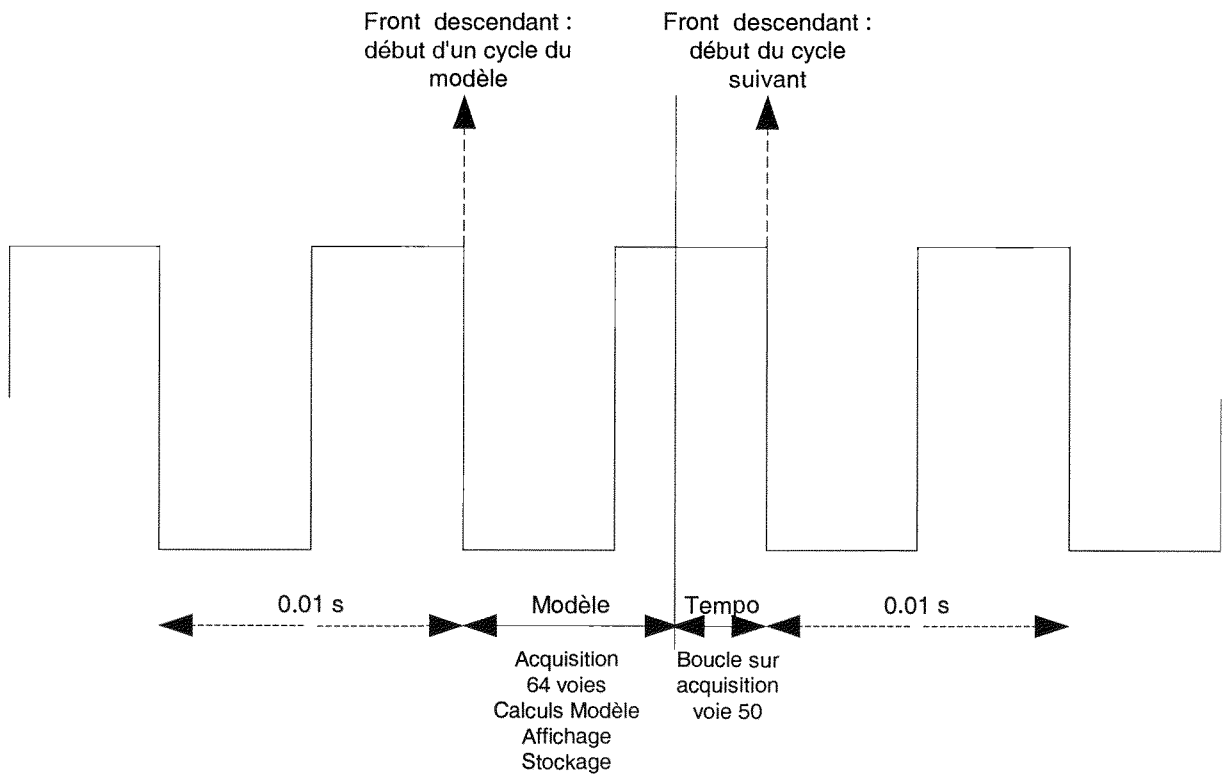 Front descendant :
début d'un cycle du
modèle
Front descendant :
début du cycle
suivant
0.01 s
Modèle
Tempo
0.01 s
Acquisition
64 voies
Calculs Modèle
Affichage
Stockage
Boucle sur
acquisition
voie 50